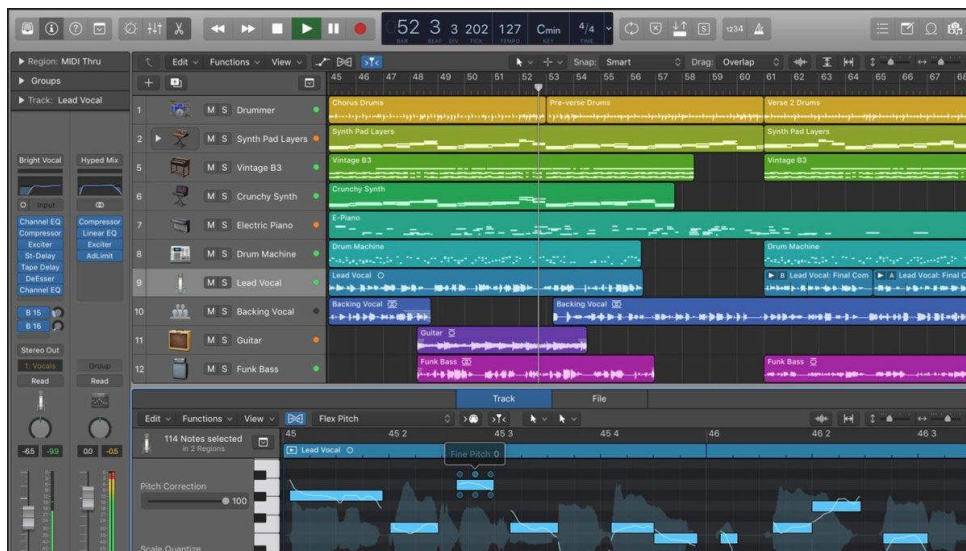 52 3 3 202 127 Cmin 4/4
BAR BEAT DIV TICK TEMPO KEY TIME
1234
Region: MIDI Thru
Edit Functions View Snap: Smart Drag: Overlap
Groups
45 46 47 48 49 50 51 52 53 54 55 56 57 58 59 60 61 62 63 64 65 66 67 68
Track: Lead Vocal
1 M S Drummer
Chorus Drums Pre-verse Drums Verse 2 Drums
2 M S Synth Pad Layers
Synth Pad Layers Synth Pad Layers
5 M S Vintage B3
Vintage B3 Vintage B3
6 M S Crunchy Synth
Crunchy Synth
7 M S Electric Piano
E-Piano
8 M S Drum Machine
Drum Machine Drum Machine
9 M S Lead Vocal
Lead Vocal B Lead Vocal: Final Com A Lead Vocal: Final Com
10 M S Backing Vocal
Backing Vocal Backing Vocal
11 M S Guitar
Guitar
12 M S Funk Bass
Funk Bass Funk Bass
Bright Vocal Hyped Mix
Input
Channel EQ Compressor
Compressor Linear EQ
Exciter Exciter
St-Delay AdLimit
Tape Delay
DeEsser
Channel EQ
B 15
B 16
Stereo Out
1: Vocals Group
Read Read
-6.5 -9.9 0.0 -0.5
Track File
Edit Functions View Flex Pitch
114 Notes selected
in 2 Regions
45 45 2 45 3 45 4 46 46 2 46 3
Lead Vocal
Fine Pitch 0
Pitch Correction
100
Scale Quantize